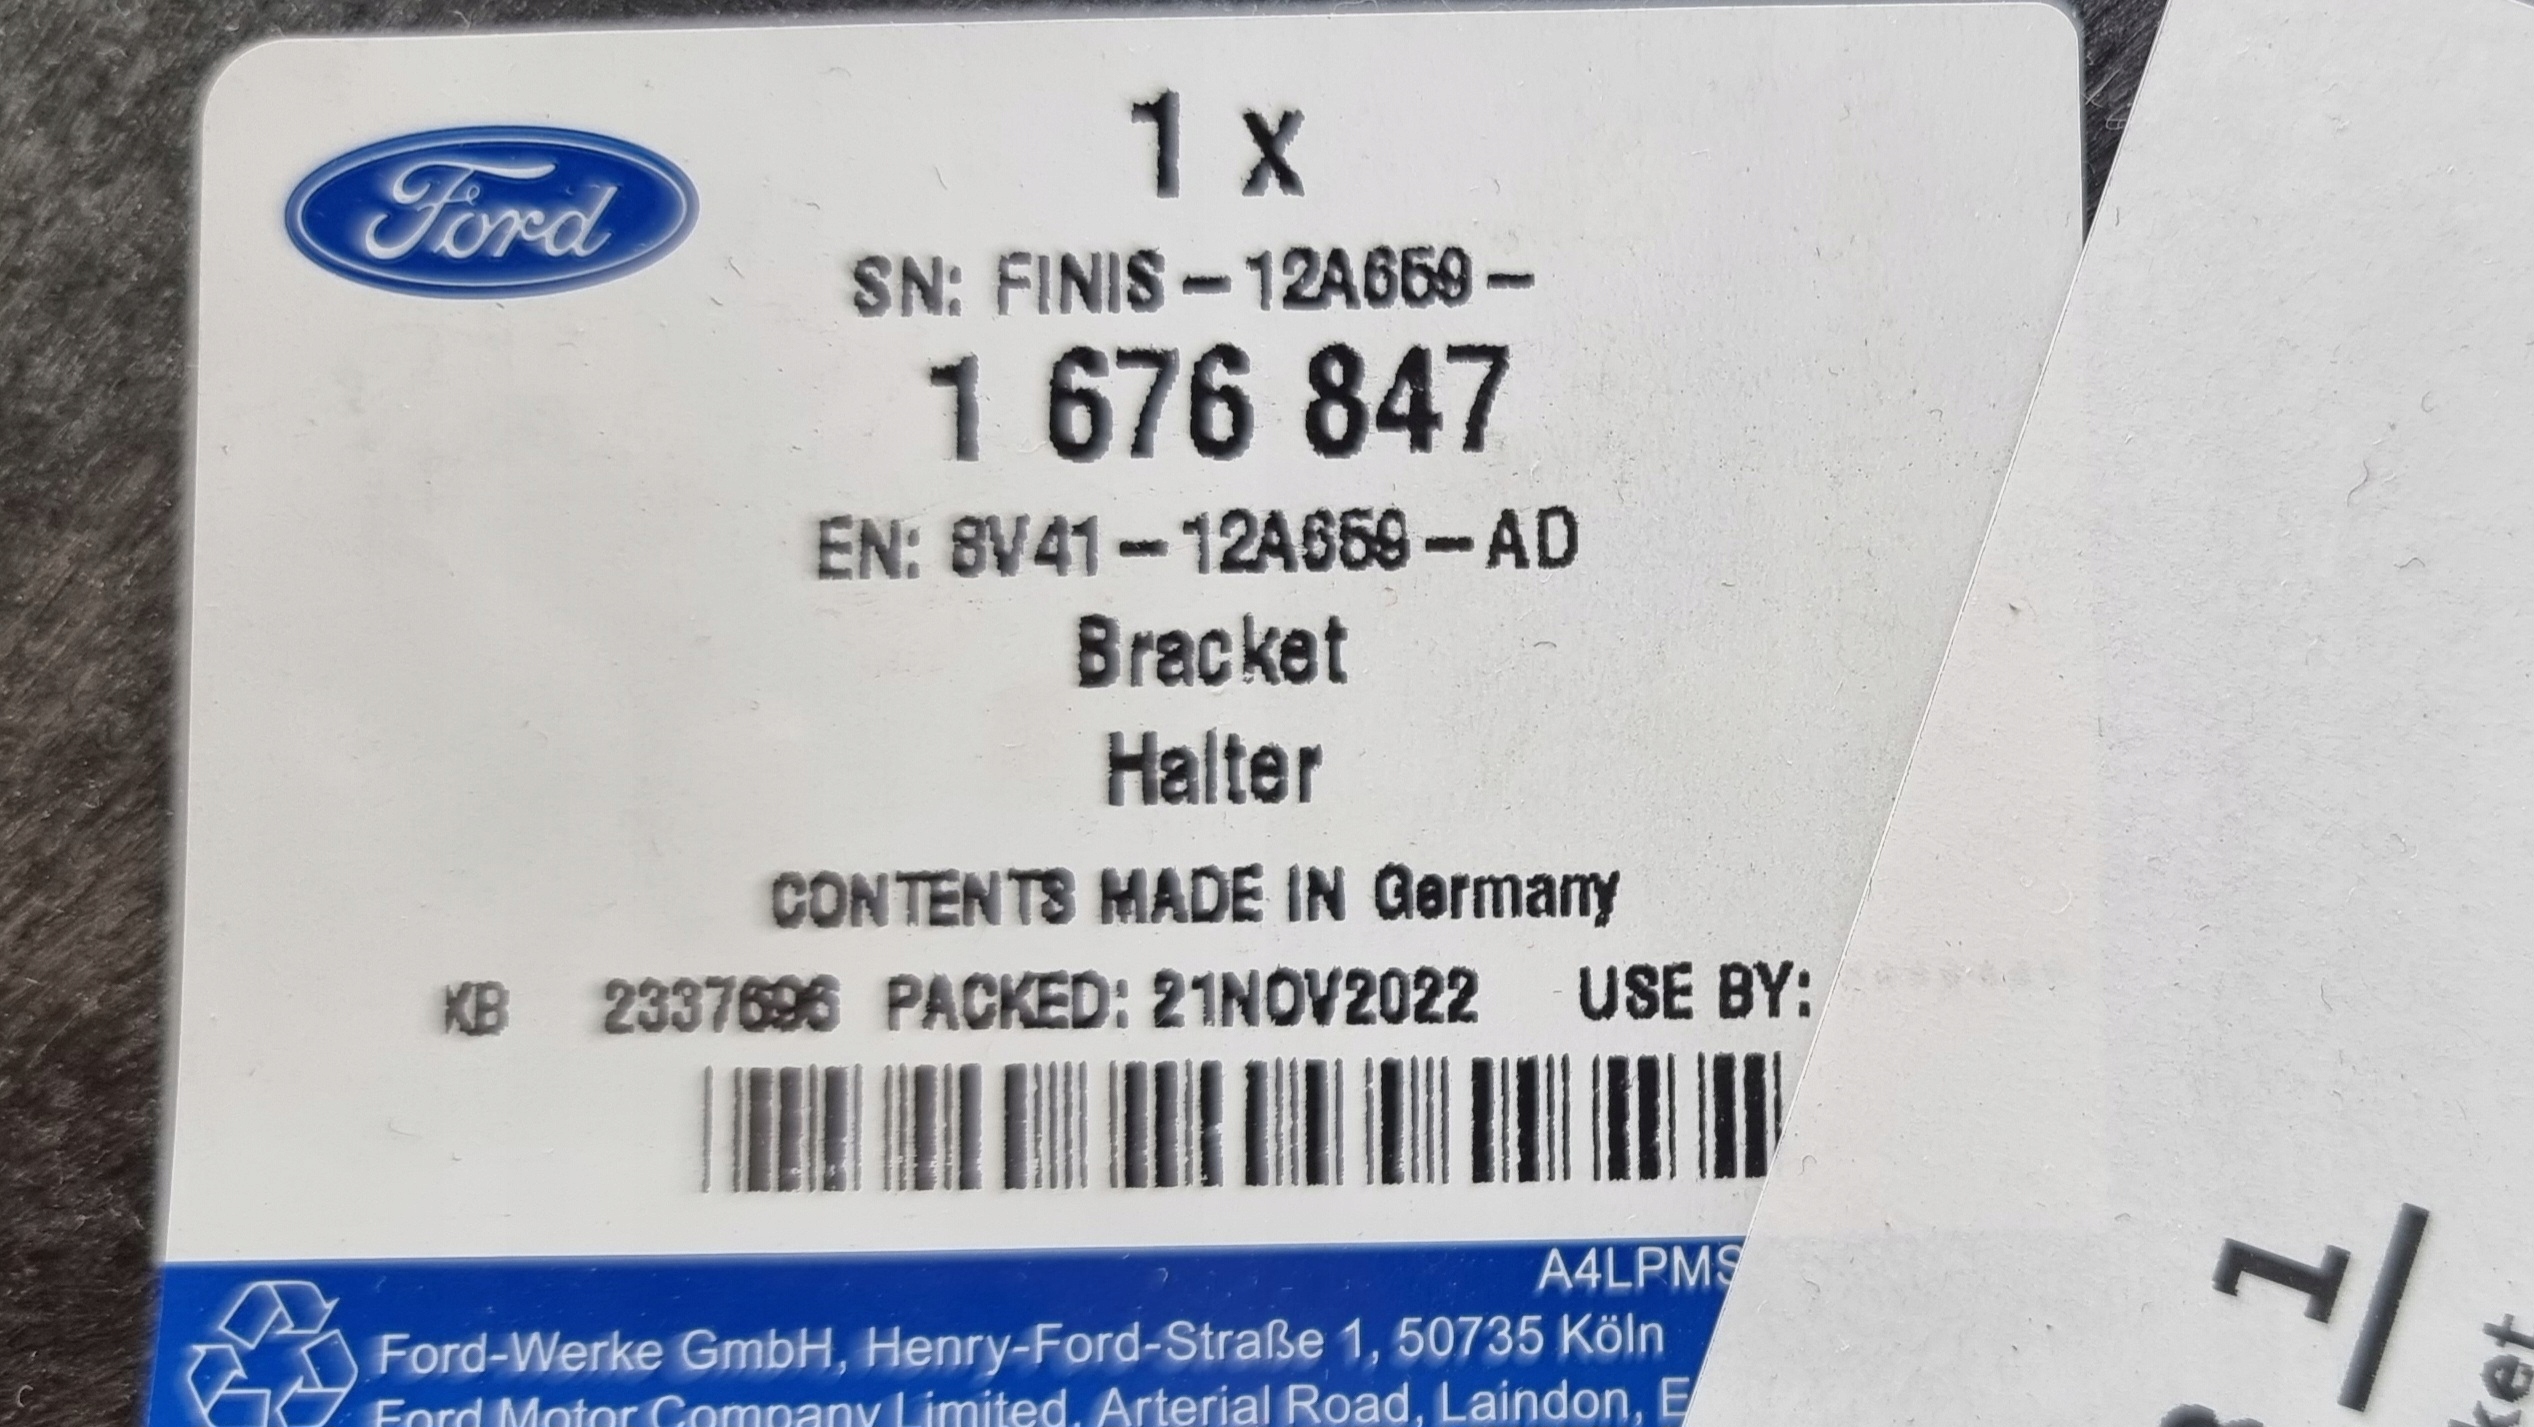 Ford
1 x
SN: FINIS-12A659-
1 676 847
EN: 8V41-12A659-AD
Bracket
Halter
CONTENTS MADE IN Germany
KB 2337696 PACKED: 21NOV2022 USE BY:
A4LPMS
Ford-Werke GmbH, Henry-Ford-Straße 1, 50735 Köln
Ford Motor Company Limited, Arterial Road, Laindon, E
1